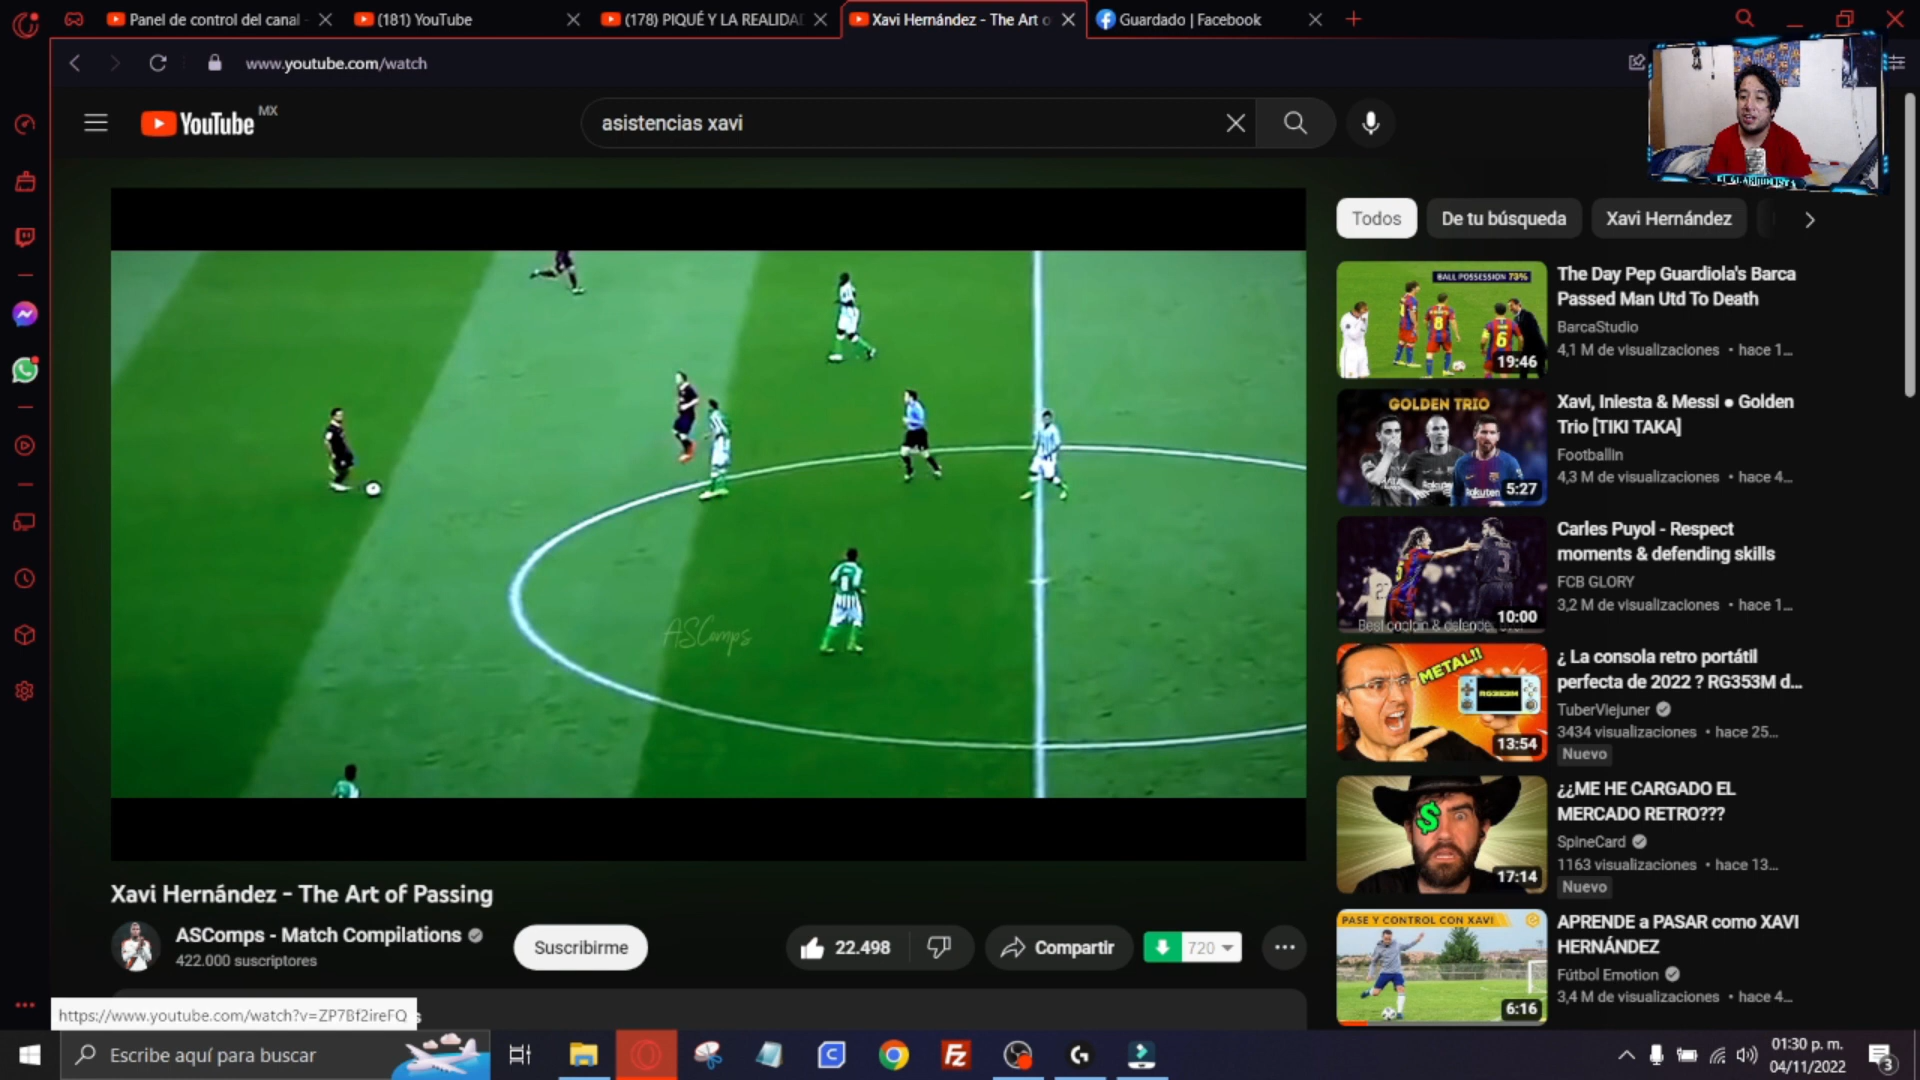 Panel de control del canal
(181) YouTube
(178) PIQUÉ Y LA REALIDAD
Xavi Hernández - The Art o
Guardado | Facebook
www.youtube.com/watch
YouTube MX
asistencias xavi
Todos
De tu búsqueda
Xavi Hernández
ASComps
BALL POSSESSION 73%
19:46
The Day Pep Guardiola's Barca
Passed Man Utd To Death
BarcaStudio
4,1 M de visualizaciones • hace 1...
GOLDEN TRIO
Rakuten
5:27
Xavi, Iniesta & Messi ● Golden
Trio [TIKI TAKA]
Footballin
4,3 M de visualizaciones • hace 4...
10:00
Carles Puyol - Respect
moments & defending skills
FCB GLORY
3,2 M de visualizaciones • hace 1...
METAL!!
RG353M
13:54
¿ La consola retro portátil
perfecta de 2022 ? RG353M d...
TuberViejuner
3434 visualizaciones • hace 25...
Nuevo
17:14
¿¿ME HE CARGADO EL
MERCADO RETRO???
SpineCard
1163 visualizaciones • hace 13...
Nuevo
PASE Y CONTROL CON XAVI
6:16
APRENDE a PASAR como XAVI
HERNÁNDEZ
Fútbol Emotion
3,4 M de visualizaciones • hace 4...
Xavi Hernández - The Art of Passing
ASComps - Match Compilations
422.000 suscriptores
Suscribirme
22.498
Compartir
720
https://www.youtube.com/watch?v=ZP7Bf2ireFQ
Escribe aquí para buscar
01:30 p. m.
04/11/2022
3